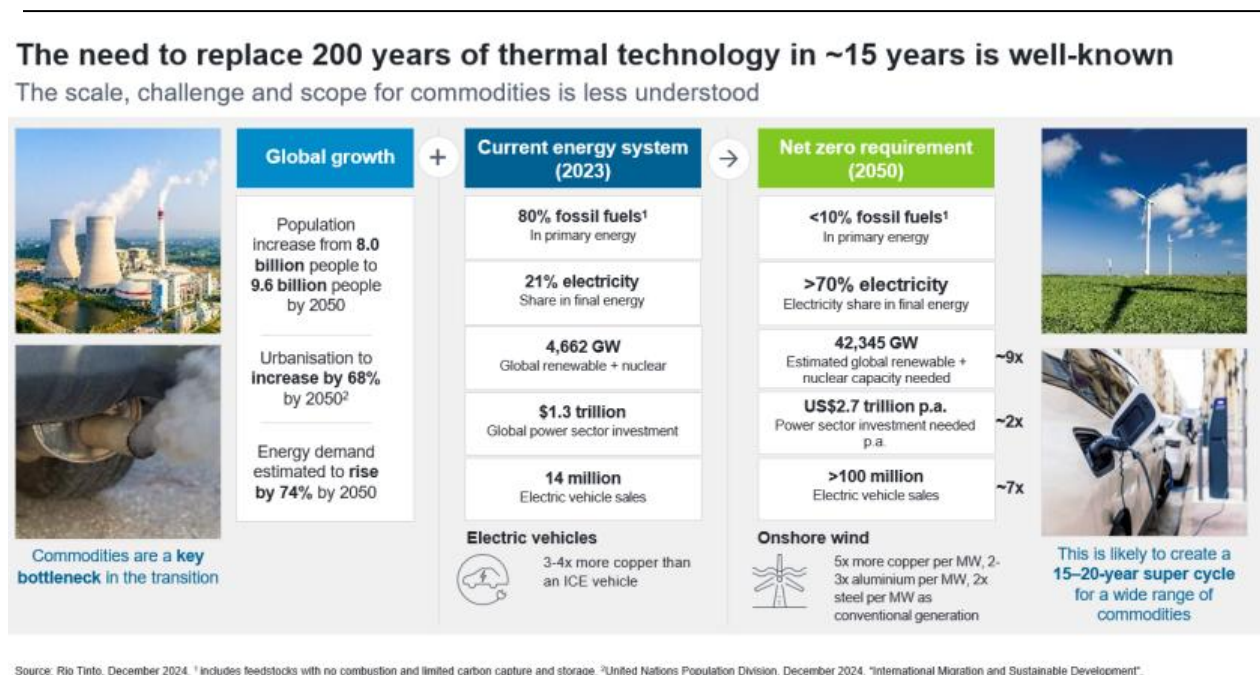 The need to replace 200 years of thermal technology in ~15 years is well-known
The scale, challenge and scope for commodities is less understood
Global growth
Population
increase from 8.0
billion people to
9.6 billion people
by 2050
Urbanisation to
increase by 68%
by 2050²
Energy demand
estimated to rise
by 74% by 2050
+
Current energy system
(2023)
80% fossil fuels¹
In primary energy
21% electricity
Share in final energy
4,662 GW
Global renewable + nuclear
$1.3 trillion
Global power sector investment
14 million
Electric vehicle sales
→
Net zero requirement
(2050)
<10% fossil fuels¹
In primary energy
>70% electricity
Electricity share in final energy
42,345 GW
Estimated global renewable +
nuclear capacity needed
~9x
US$2.7 trillion p.a.
Power sector investment needed
p.a.
~2x
>100 million
Electric vehicle sales
~7x
Commodities are a key
bottleneck in the transition
Electric vehicles
3-4x more copper than
an ICE vehicle
Onshore wind
5x more copper per MW, 2-
3x aluminium per MW, 2x
steel per MW as
conventional generation
This is likely to create a
15–20-year super cycle
for a wide range of
commodities
Source: Rio Tinto, December 2024. ¹ includes feedstocks with no combustion and limited carbon capture and storage. ²United Nations Population Division, December 2024. "International Migration and Sustainable Development".